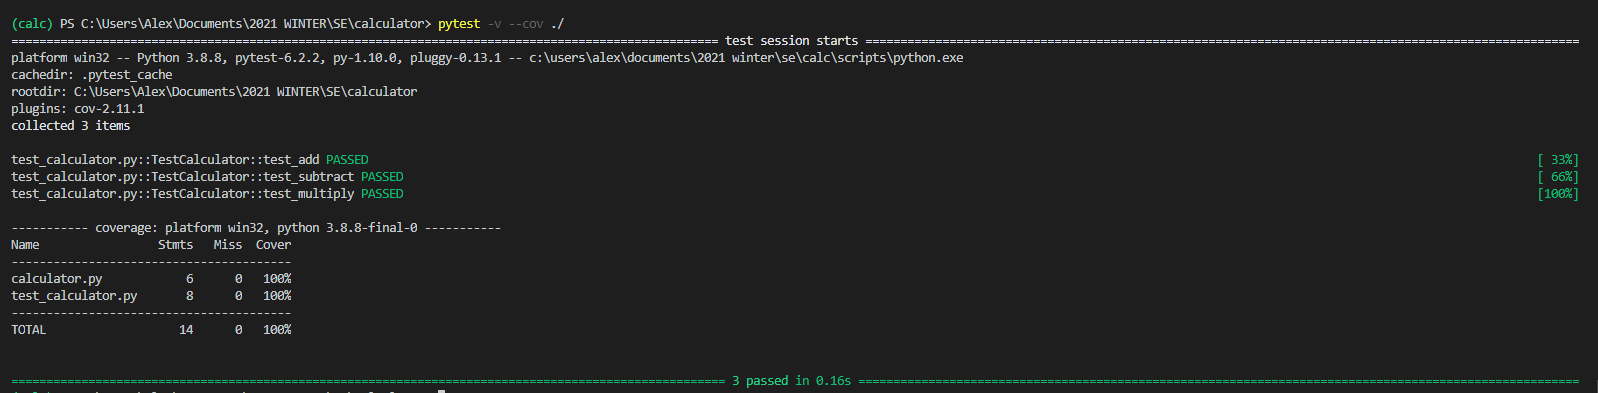 (calc) PS C:\Users\Alex\Documents\2021 WINTER\SE\calculator> pytest -v --cov ./
===================================================================================================== test session starts ======================================================================================================
platform win32 -- Python 3.8.8, pytest-6.2.2, py-1.10.0, pluggy-0.13.1 -- c:\users\alex\documents\2021 winter\se\calc\scripts\python.exe
cachedir: .pytest_cache
rootdir: C:\Users\Alex\Documents\2021 WINTER\SE\calculator
plugins: cov-2.11.1
collected 3 items
test_calculator.py::TestCalculator::test_add PASSED [ 33%]
test_calculator.py::TestCalculator::test_subtract PASSED [ 66%]
test_calculator.py::TestCalculator::test_multiply PASSED [100%]
----------- coverage: platform win32, python 3.8.8-final-0 -----------
Name                 Stmts   Miss  Cover
----------------------------------------
calculator.py            6      0   100%
test_calculator.py       8      0   100%
----------------------------------------
TOTAL                   14      0   100%
====================================================================================================== 3 passed in 0.16s =======================================================================================================